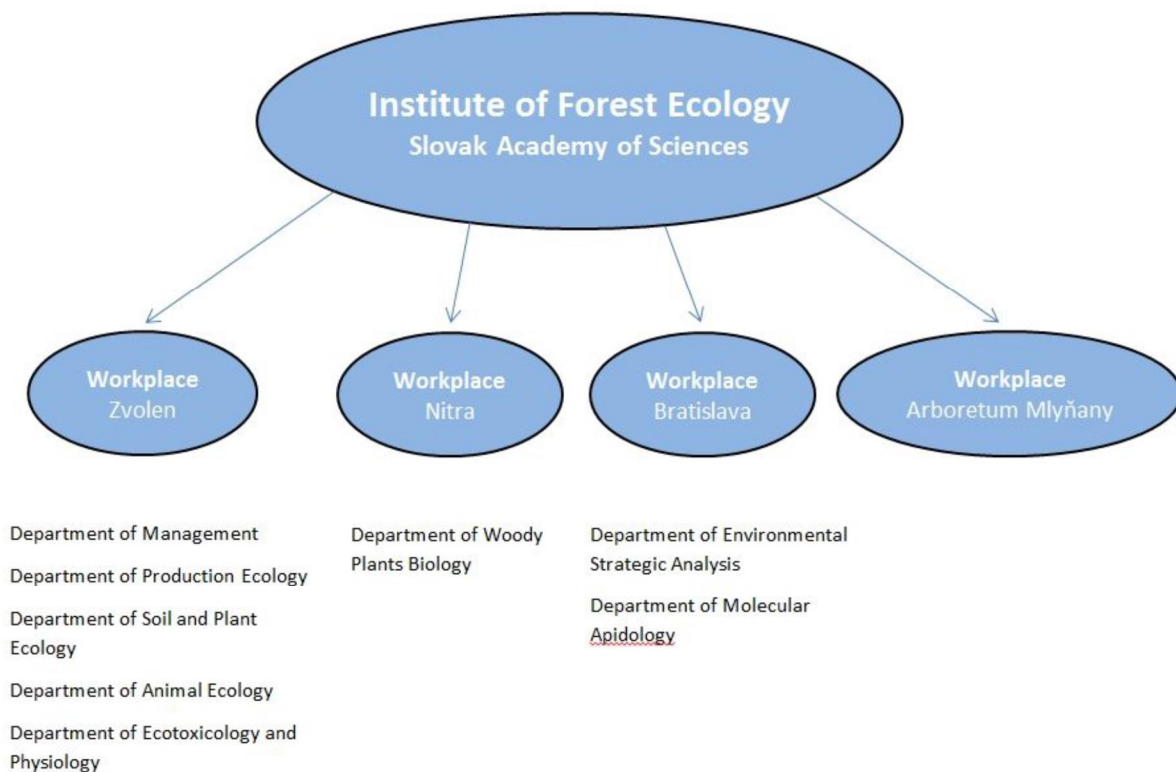 Institute of Forest Ecology
Slovak Academy of Sciences
Workplace
Zvolen
Workplace
Nitra
Workplace
Bratislava
Workplace
Arboretum Mlyňany
Department of Management
Department of Production Ecology
Department of Soil and Plant
Ecology
Department of Animal Ecology
Department of Ecotoxicology and
Physiology
Department of Woody
Plants Biology
Department of Environmental
Strategic Analysis
Department of Molecular
Apidology